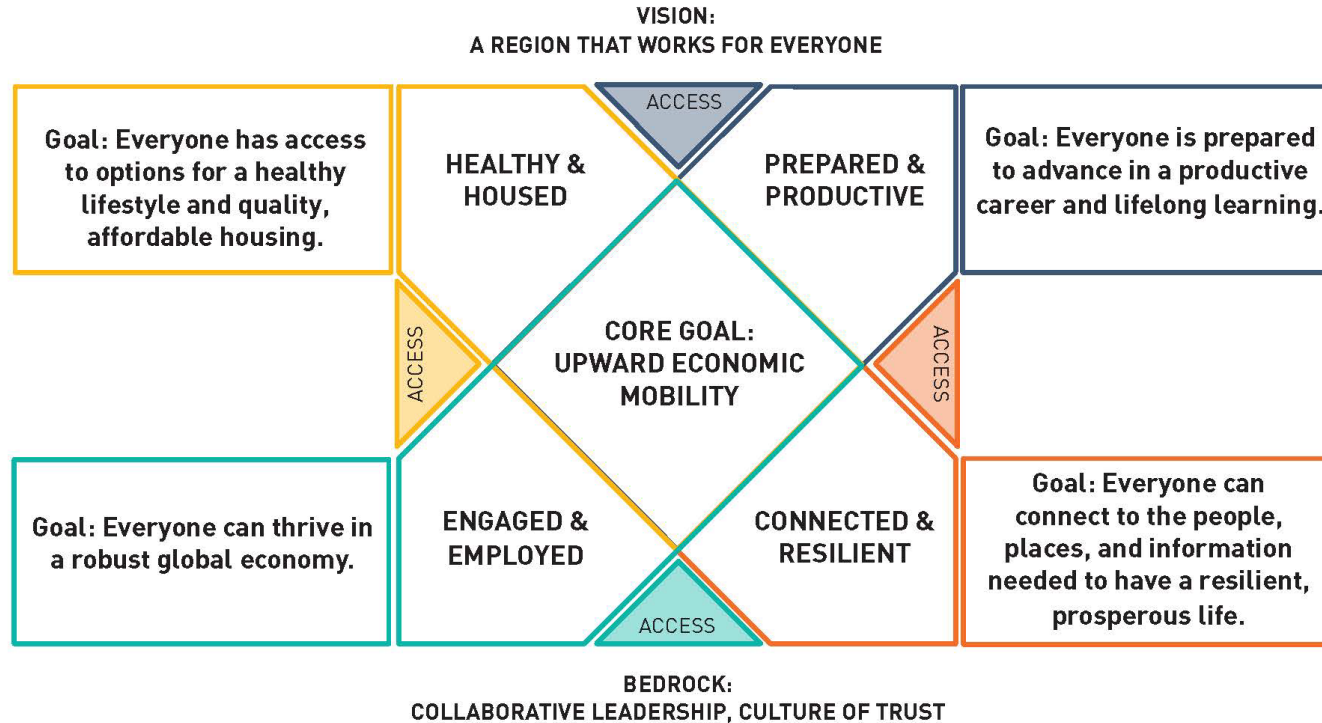 VISION:
A REGION THAT WORKS FOR EVERYONE
Goal: Everyone has access
to options for a healthy
lifestyle and quality,
affordable housing.
HEALTHY &
HOUSED
ACCESS
PREPARED &
PRODUCTIVE
Goal: Everyone is prepared
to advance in a productive
career and lifelong learning.
ACCESS
CORE GOAL:
UPWARD ECONOMIC
MOBILITY
ACCESS
Goal: Everyone can thrive in
a robust global economy.
ENGAGED &
EMPLOYED
ACCESS
CONNECTED &
RESILIENT
Goal: Everyone can
connect to the people,
places, and information
needed to have a resilient,
prosperous life.
BEDROCK:
COLLABORATIVE LEADERSHIP, CULTURE OF TRUST